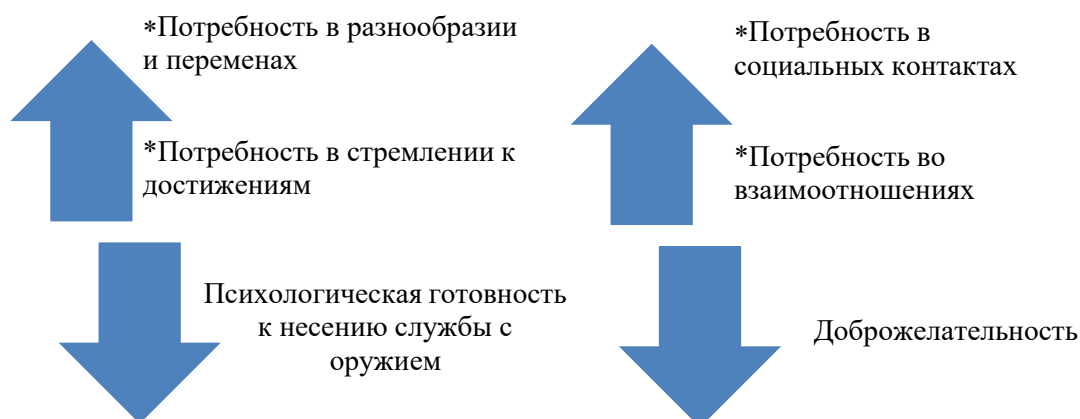 *Потребность в разнообразии
и переменах
*Потребность в стремлении к
достижениям
Психологическая готовность
к несению службы с
оружием
*Потребность в
социальных контактах
*Потребность во
взаимоотношениях
Доброжелательность